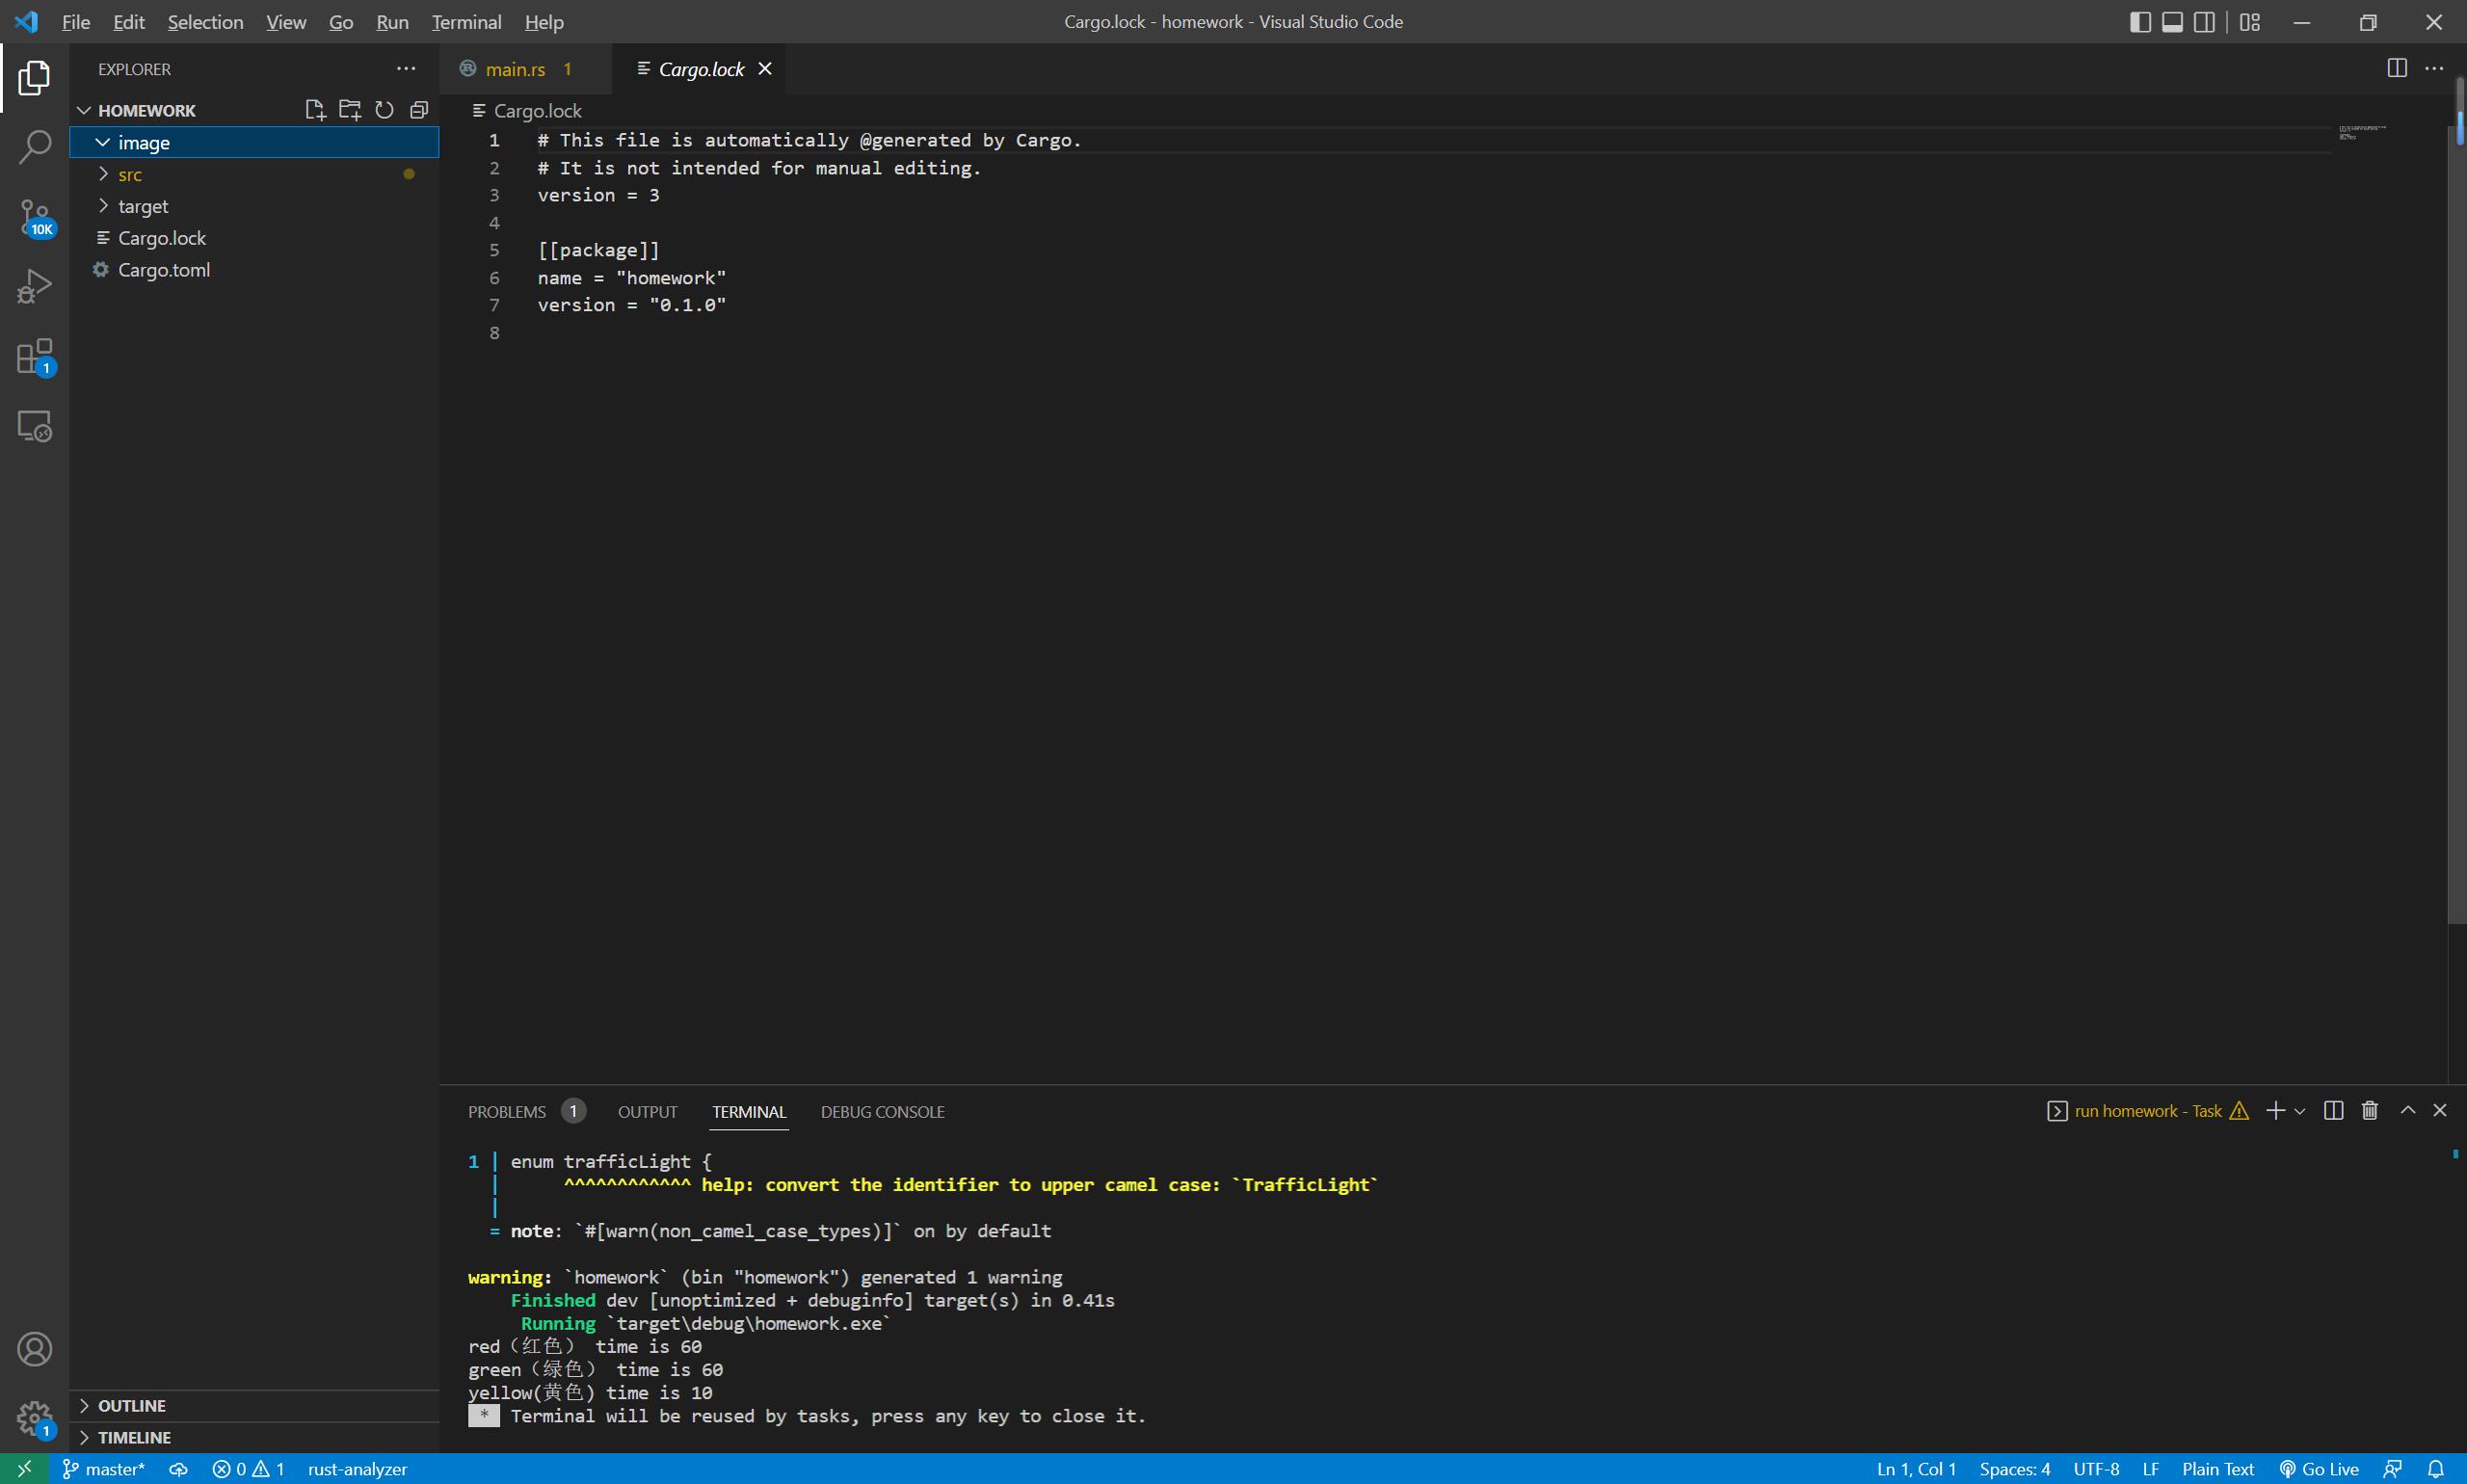 File Edit Selection View Go Run Terminal Help
Cargo.lock - homework - Visual Studio Code
EXPLORER
HOMEWORK
image
src
target
Cargo.lock
Cargo.toml
OUTLINE
TIMELINE
10K
1
1
main.rs 1
Cargo.lock
Cargo.lock
1 # This file is automatically @generated by Cargo.
2 # It is not intended for manual editing.
3 version = 3
4
5 [[package]]
6 name = "homework"
7 version = "0.1.0"
8
PROBLEMS 1 OUTPUT TERMINAL DEBUG CONSOLE
run homework - Task
1 | enum trafficLight {
| ^^^^^^^^^^^^ help: convert the identifier to upper camel case: `TrafficLight`
|
= note: `#[warn(non_camel_case_types)]` on by default
warning: `homework` (bin "homework") generated 1 warning
Finished dev [unoptimized + debuginfo] target(s) in 0.41s
Running `target\debug\homework.exe`
red（红色） time is 60
green（绿色） time is 60
yellow(黄色) time is 10
* Terminal will be reused by tasks, press any key to close it.
master* 0 1 rust-analyzer
Ln 1, Col 1 Spaces: 4 UTF-8 LF Plain Text Go Live